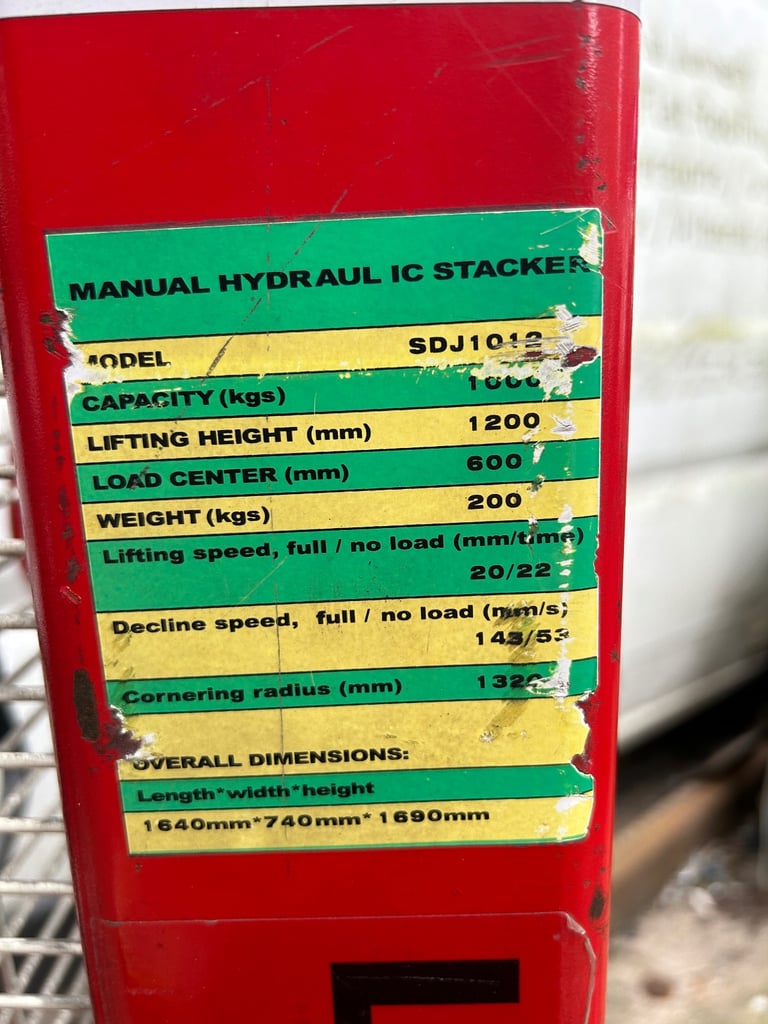 MANUAL HYDRAUL IC STACKER
MODEL SDJ1012
CAPACITY (kgs) 1000
LIFTING HEIGHT (mm) 1200
LOAD CENTER (mm) 600
WEIGHT (kgs) 200
Lifting speed, full / no load (mm/time)
20/22
Decline speed, full / no load (mm/s)
143/53
Cornering radius (mm)
OVERALL DIMENSIONS:
Length*width*height
1640mm*740mm* 1690mm